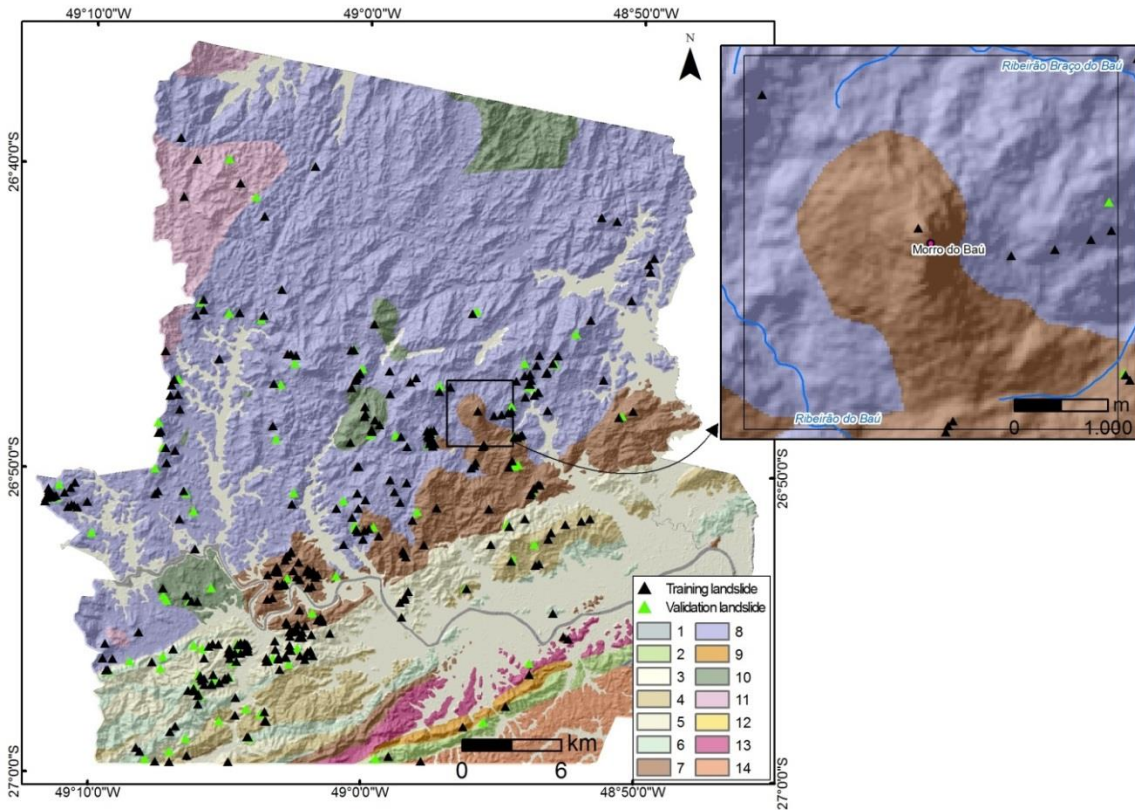 49°10'0"W
49°0'0"W
48°50'0"W
N
26°40'0"S
26°50'0"S
26°50'0"S
27°0'0"S
27°0'0"S
49°10'0"W
49°0'0"W
48°50'0"W
Ribeirão Braço do Baú
Morro do Baú
Ribeirão do Baú
m
0 1.000
Training landslide
Validation landslide
1 8
2 9
3 10
4 11
5 12
6 13
7 14
km
0 6